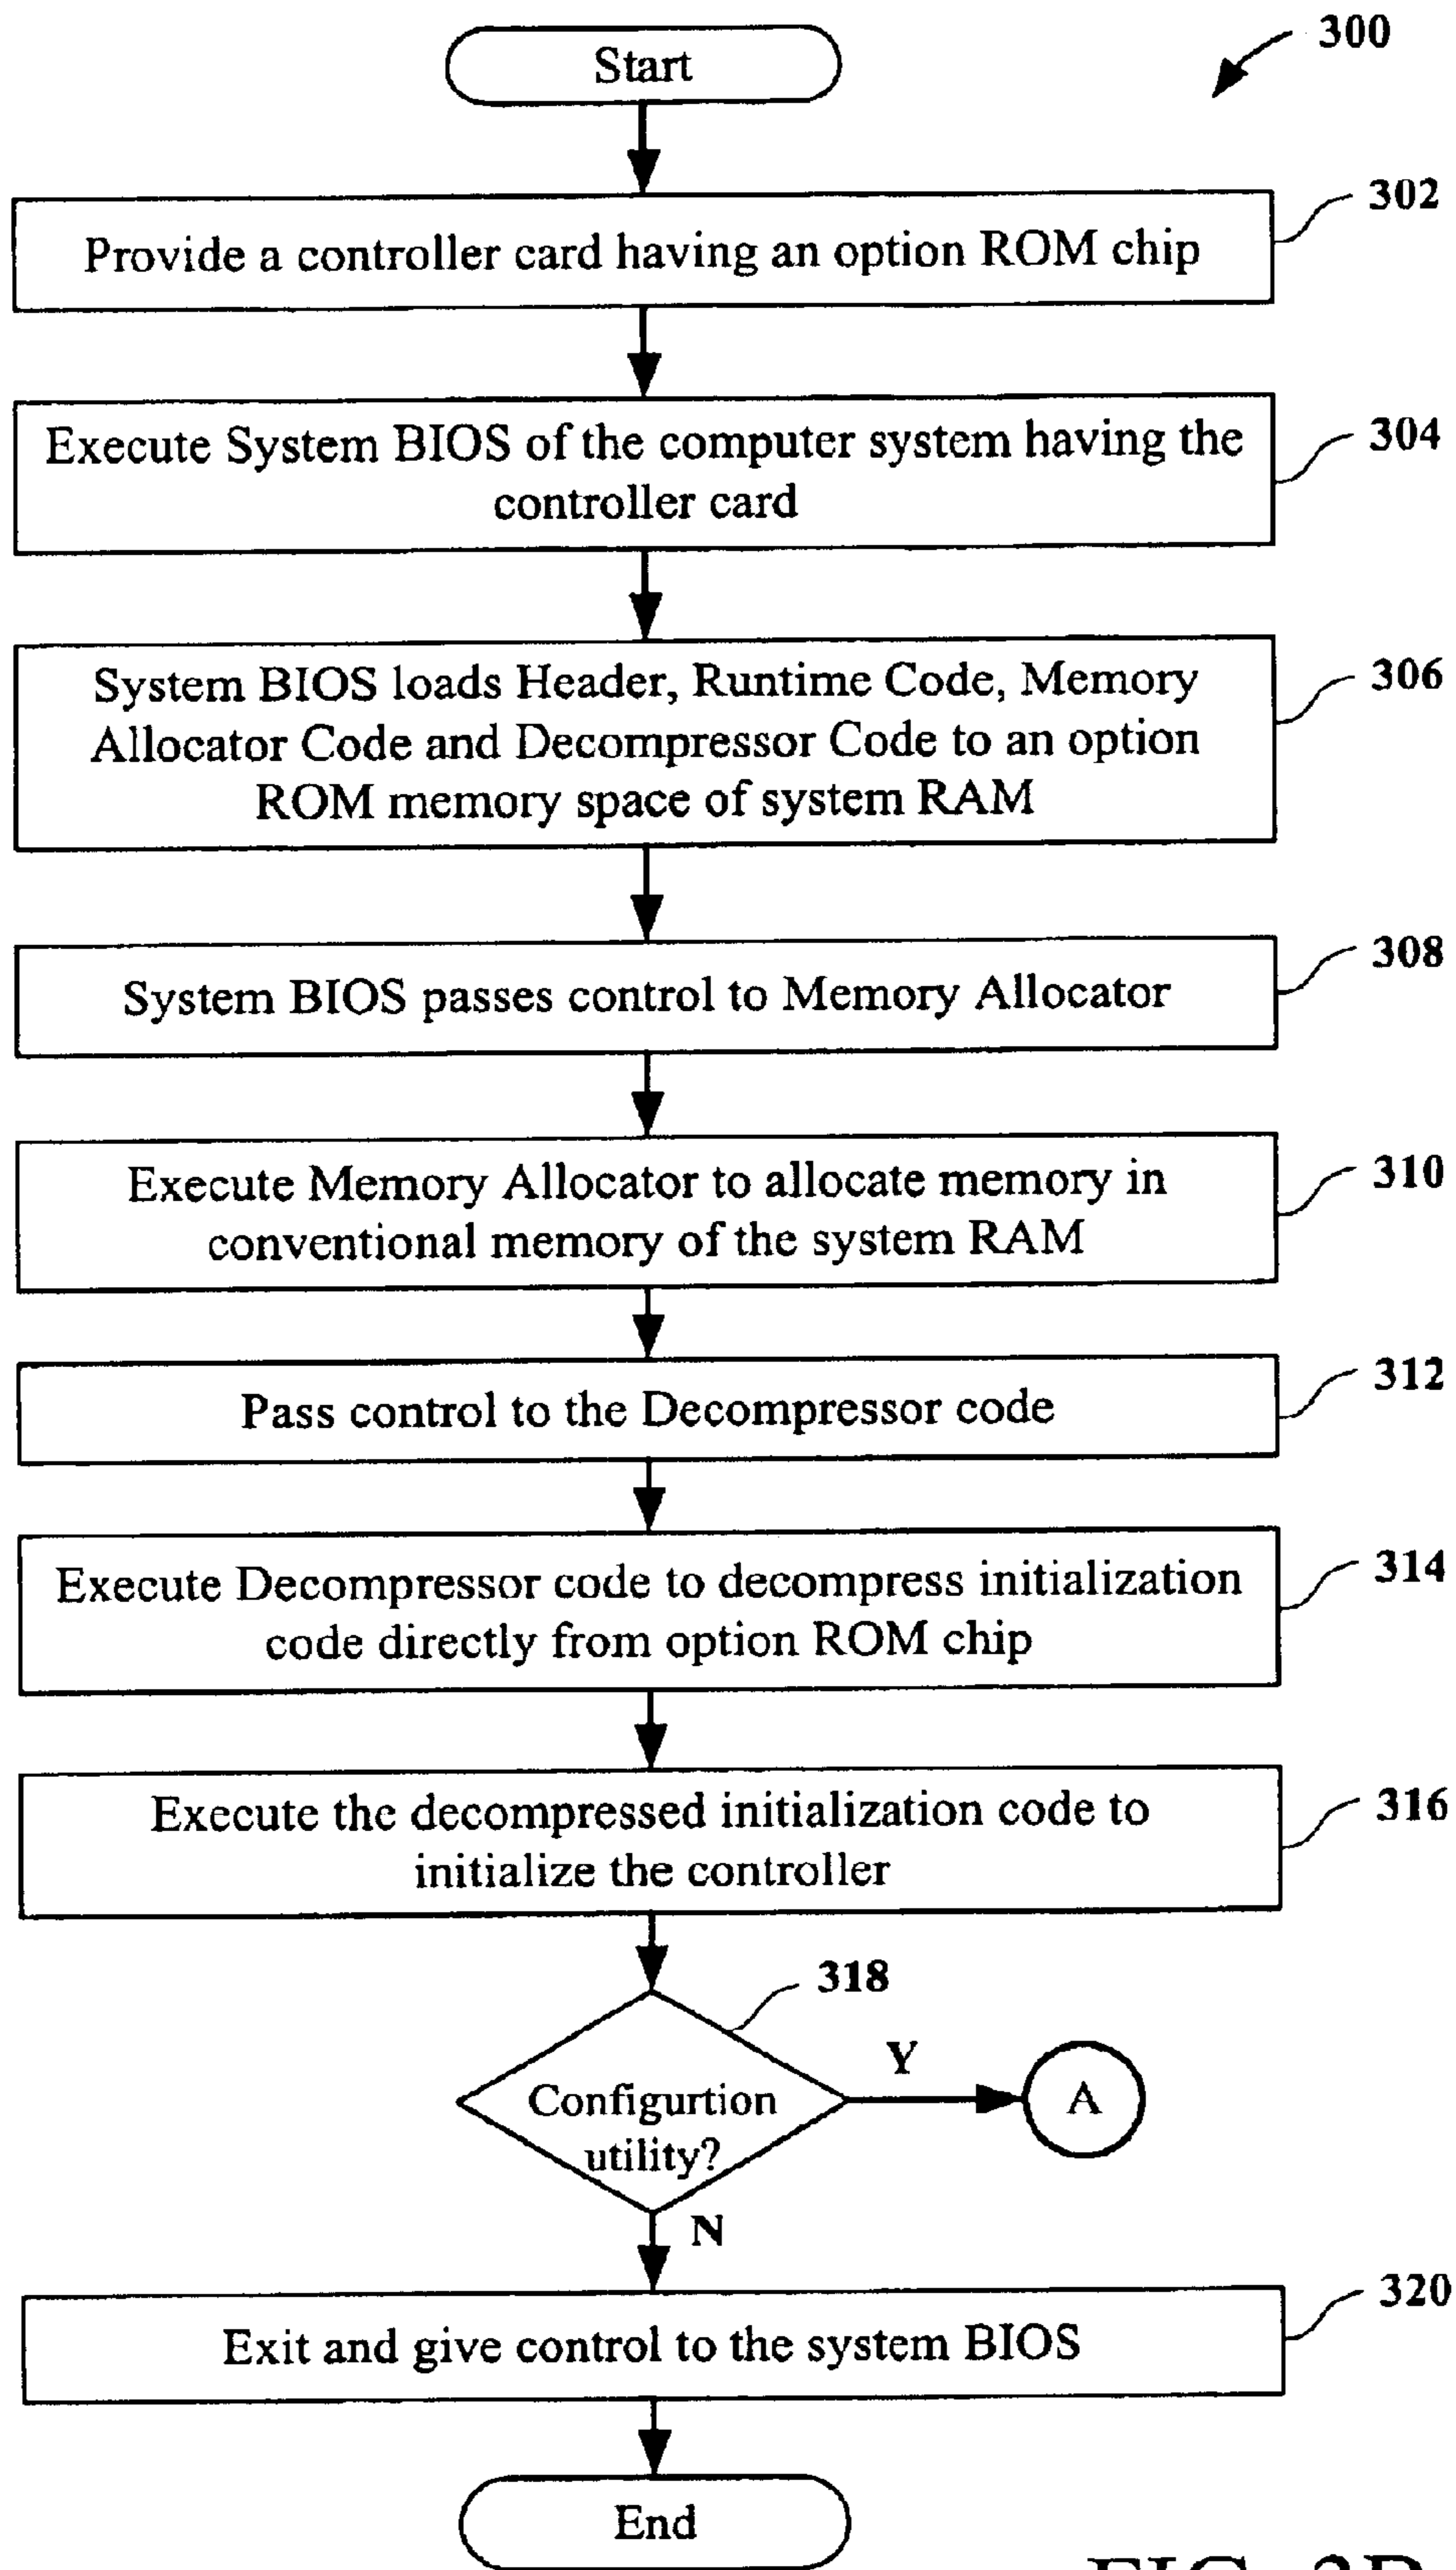 300
Start
302
Provide a controller card having an option ROM chip
304
Execute System BIOS of the computer system having the
controller card
306
System BIOS loads Header, Runtime Code, Memory
Allocator Code and Decompressor Code to an option
ROM memory space of system RAM
308
System BIOS passes control to Memory Allocator
310
Execute Memory Allocator to allocate memory in
conventional memory of the system RAM
312
Pass control to the Decompressor code
314
Execute Decompressor code to decompress initialization
code directly from option ROM chip
316
Execute the decompressed initialization code to
initialize the controller
318
Configurtion
utility?
Y
A
N
320
Exit and give control to the system BIOS
End